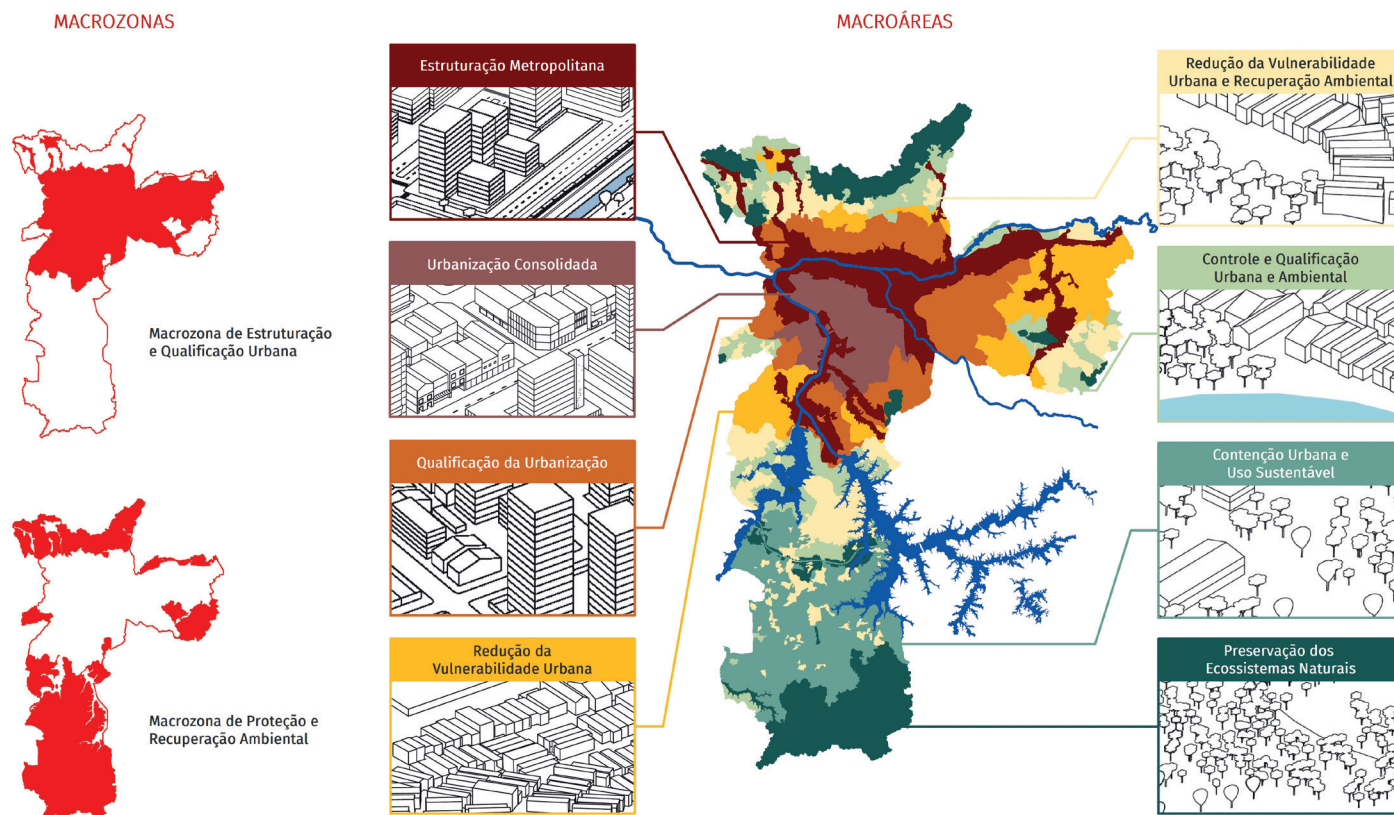 MACROZONAS
Macrozona de Estruturação
e Qualificação Urbana
Macrozona de Proteção e
Recuperação Ambiental
MACROÁREAS
Estruturação Metropolitana
Urbanização Consolidada
Qualificação da Urbanização
Redução da
Vulnerabilidade Urbana
Redução da Vulnerabilidade
Urbana e Recuperação Ambiental
Controle e Qualificação
Urbana e Ambiental
Contenção Urbana e
Uso Sustentável
Preservação dos
Ecossistemas Naturais